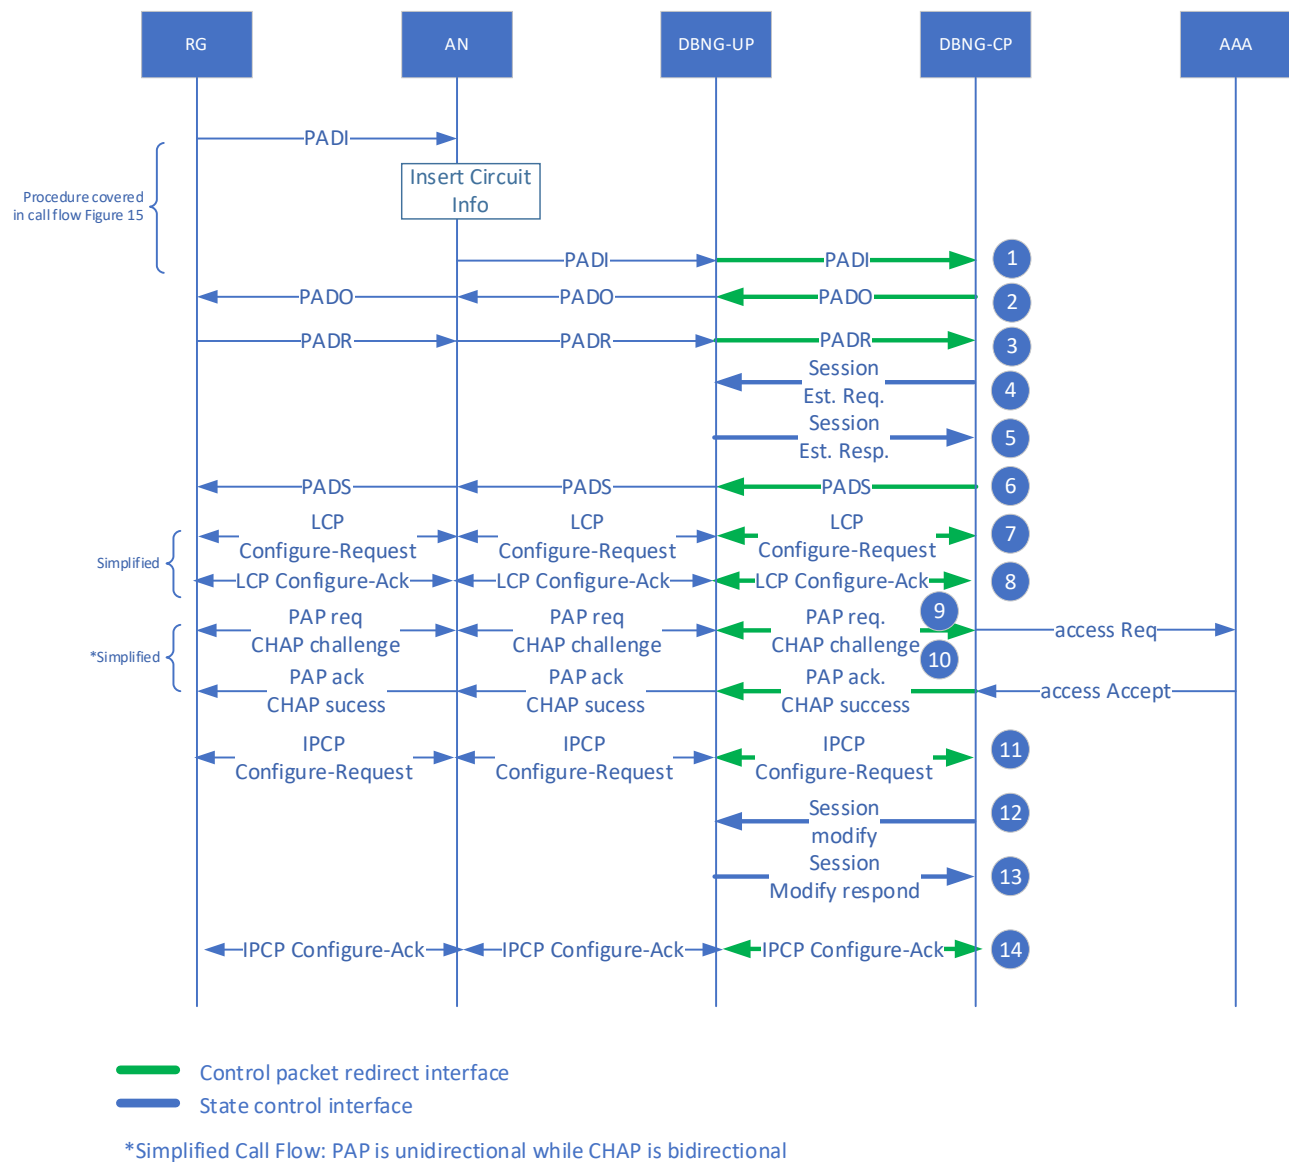 RG
AN
DBNG-UP
DBNG-CP
AAA
PADI
Insert Circuit
Info
Procedure covered
in call flow Figure 15
PADI
PADI
1
PADO
PADO
PADO
2
PADR
PADR
PADR
3
Session
Est. Req.
4
Session
Est. Resp.
5
PADS
PADS
PADS
6
LCP
Configure-Request
LCP
Configure-Request
LCP
Configure-Request
7
Simplified
LCP Configure-Ack
LCP Configure-Ack
LCP Configure-Ack
8
PAP req
CHAP challenge
PAP req
CHAP challenge
PAP req.
CHAP challenge
9
access Req
*Simplified
10
PAP ack
CHAP sucess
PAP ack
CHAP sucess
PAP ack.
CHAP success
access Accept
IPCP
Configure-Request
IPCP
Configure-Request
IPCP
Configure-Request
11
Session
modify
12
Session
Modify respond
13
IPCP Configure-Ack
IPCP Configure-Ack
IPCP Configure-Ack
14
Control packet redirect interface
State control interface
*Simplified Call Flow: PAP is unidirectional while CHAP is bidirectional